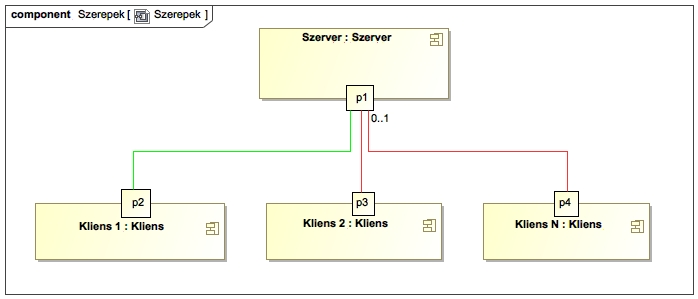 component Szerepek [ Szerepek ]
Szerver : Szerver
p1
0..1
p2
p3
p4
Kliens 1 : Kliens
Kliens 2 : Kliens
Kliens N : Kliens